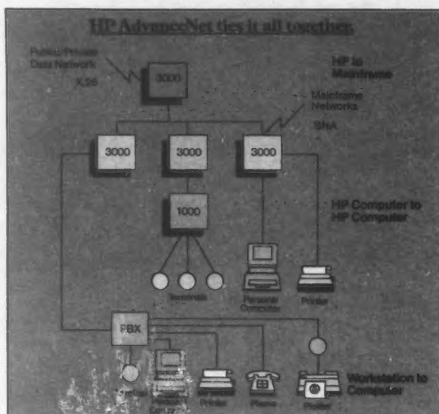 HP AdvanceNet ties it all together.
Public/Private
Data Network
X.25
3000
HP to
Mainframe
Mainframe
Networks
SNA
3000
3000
3000
1000
HP Computer to
HP Computer
Terminals
Personal
Computer
Printer
PBX
Workstation to
Computer
Printer
Phone